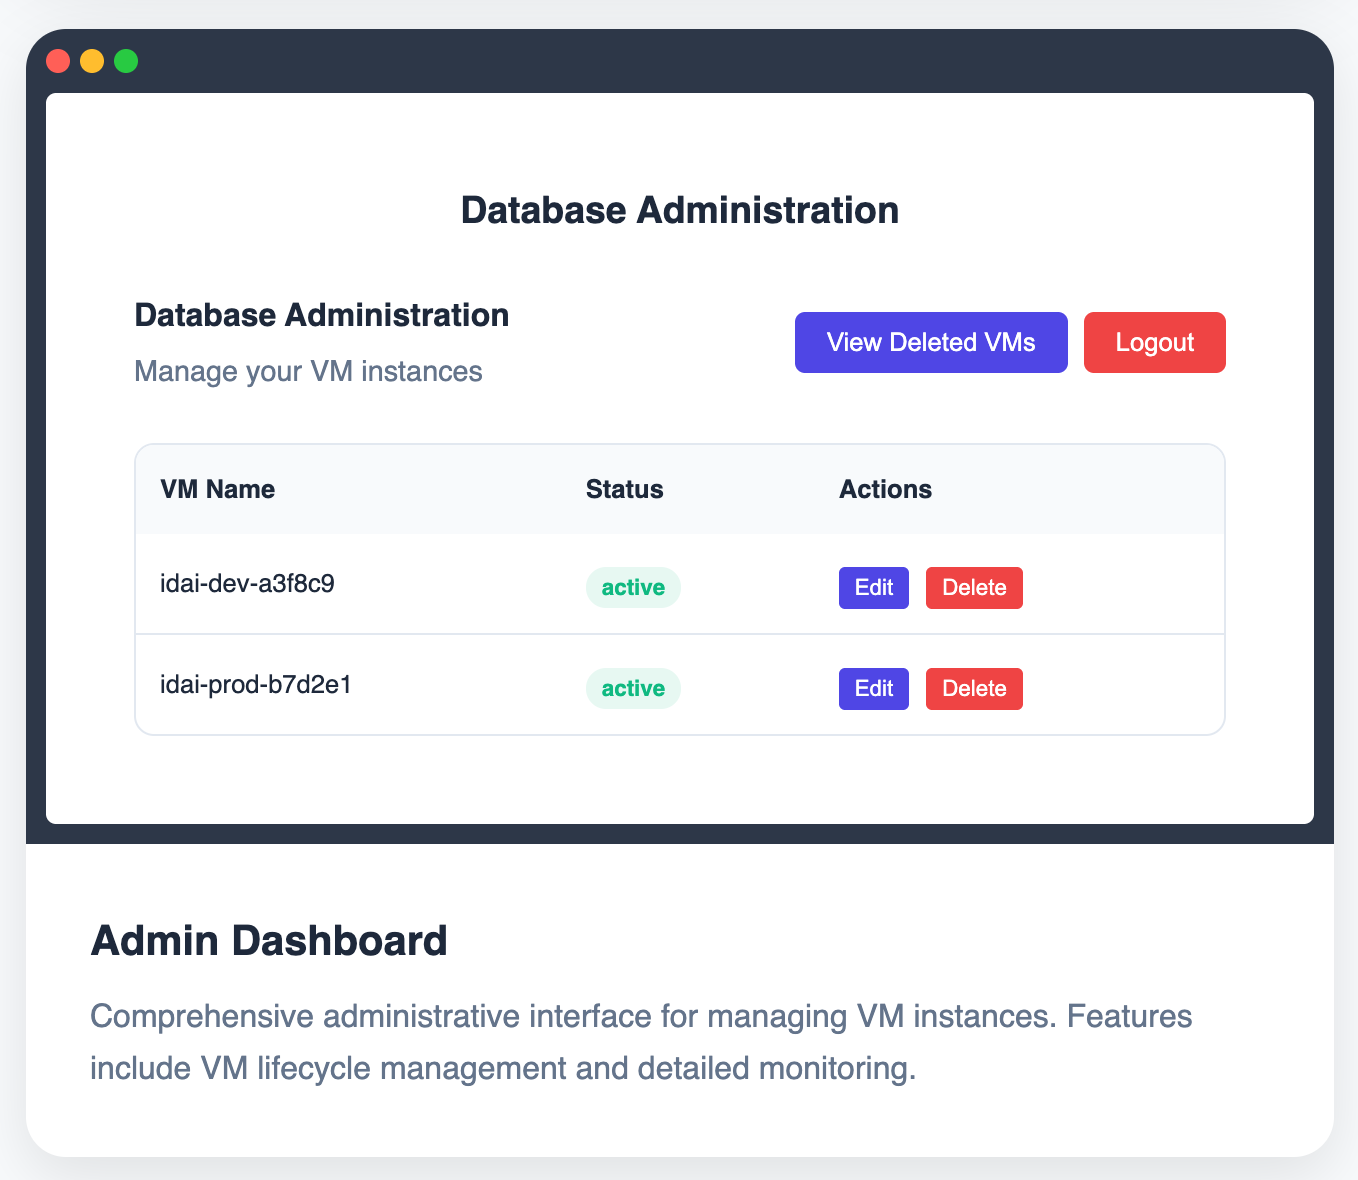 Database Administration
Database Administration
Manage your VM instances
View Deleted VMs
Logout
VM Name Status Actions
idai-dev-a3f8c9 active Edit Delete
idai-prod-b7d2e1 active Edit Delete
Admin Dashboard
Comprehensive administrative interface for managing VM instances. Features
include VM lifecycle management and detailed monitoring.